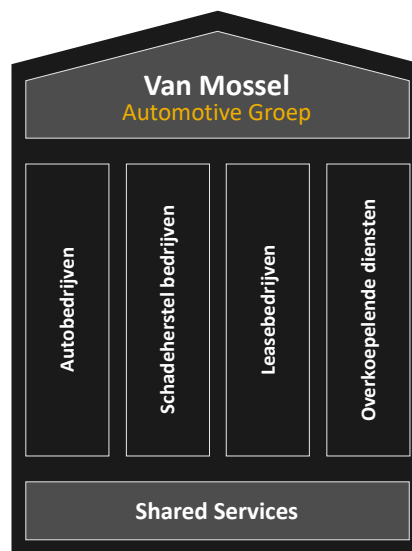 Van Mossel
Automotive Groep
Autobedrijven
Schadeherstel bedrijven
Leasebedrijven
Overkoepelende diensten
Shared Services